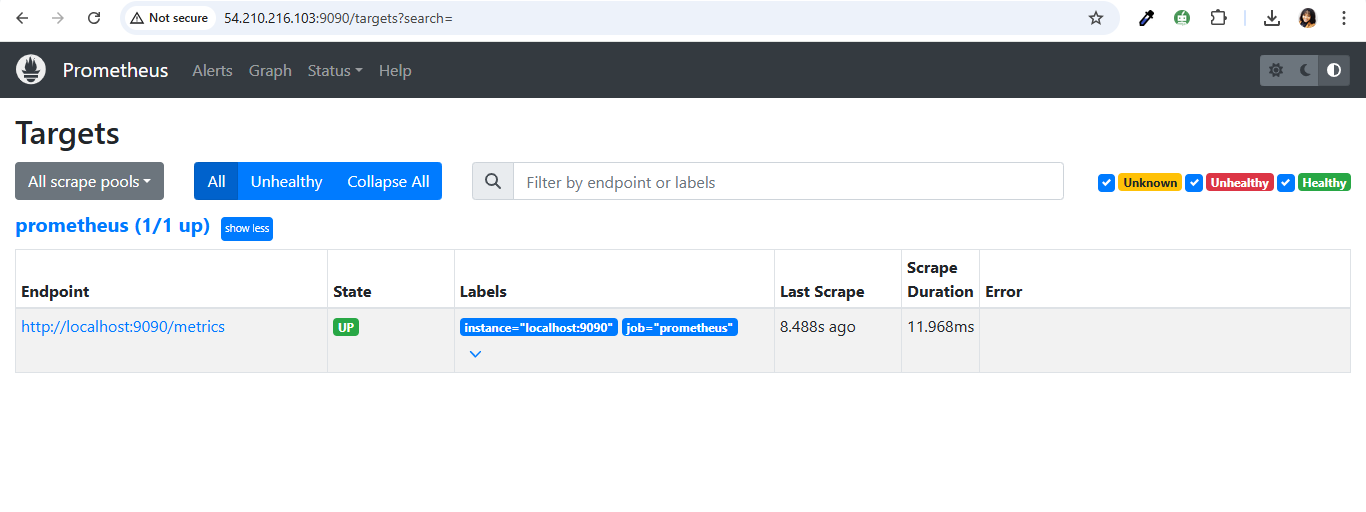 Not secure 54.210.216.103:9090/targets?search=
Prometheus Alerts Graph Status Help
Targets
All scrape pools All Unhealthy Collapse All Filter by endpoint or labels Unknown Unhealthy Healthy
prometheus (1/1 up) show less
Endpoint State Labels Last Scrape Scrape Duration Error
http://localhost:9090/metrics UP instance="localhost:9090" job="prometheus" 8.488s ago 11.968ms